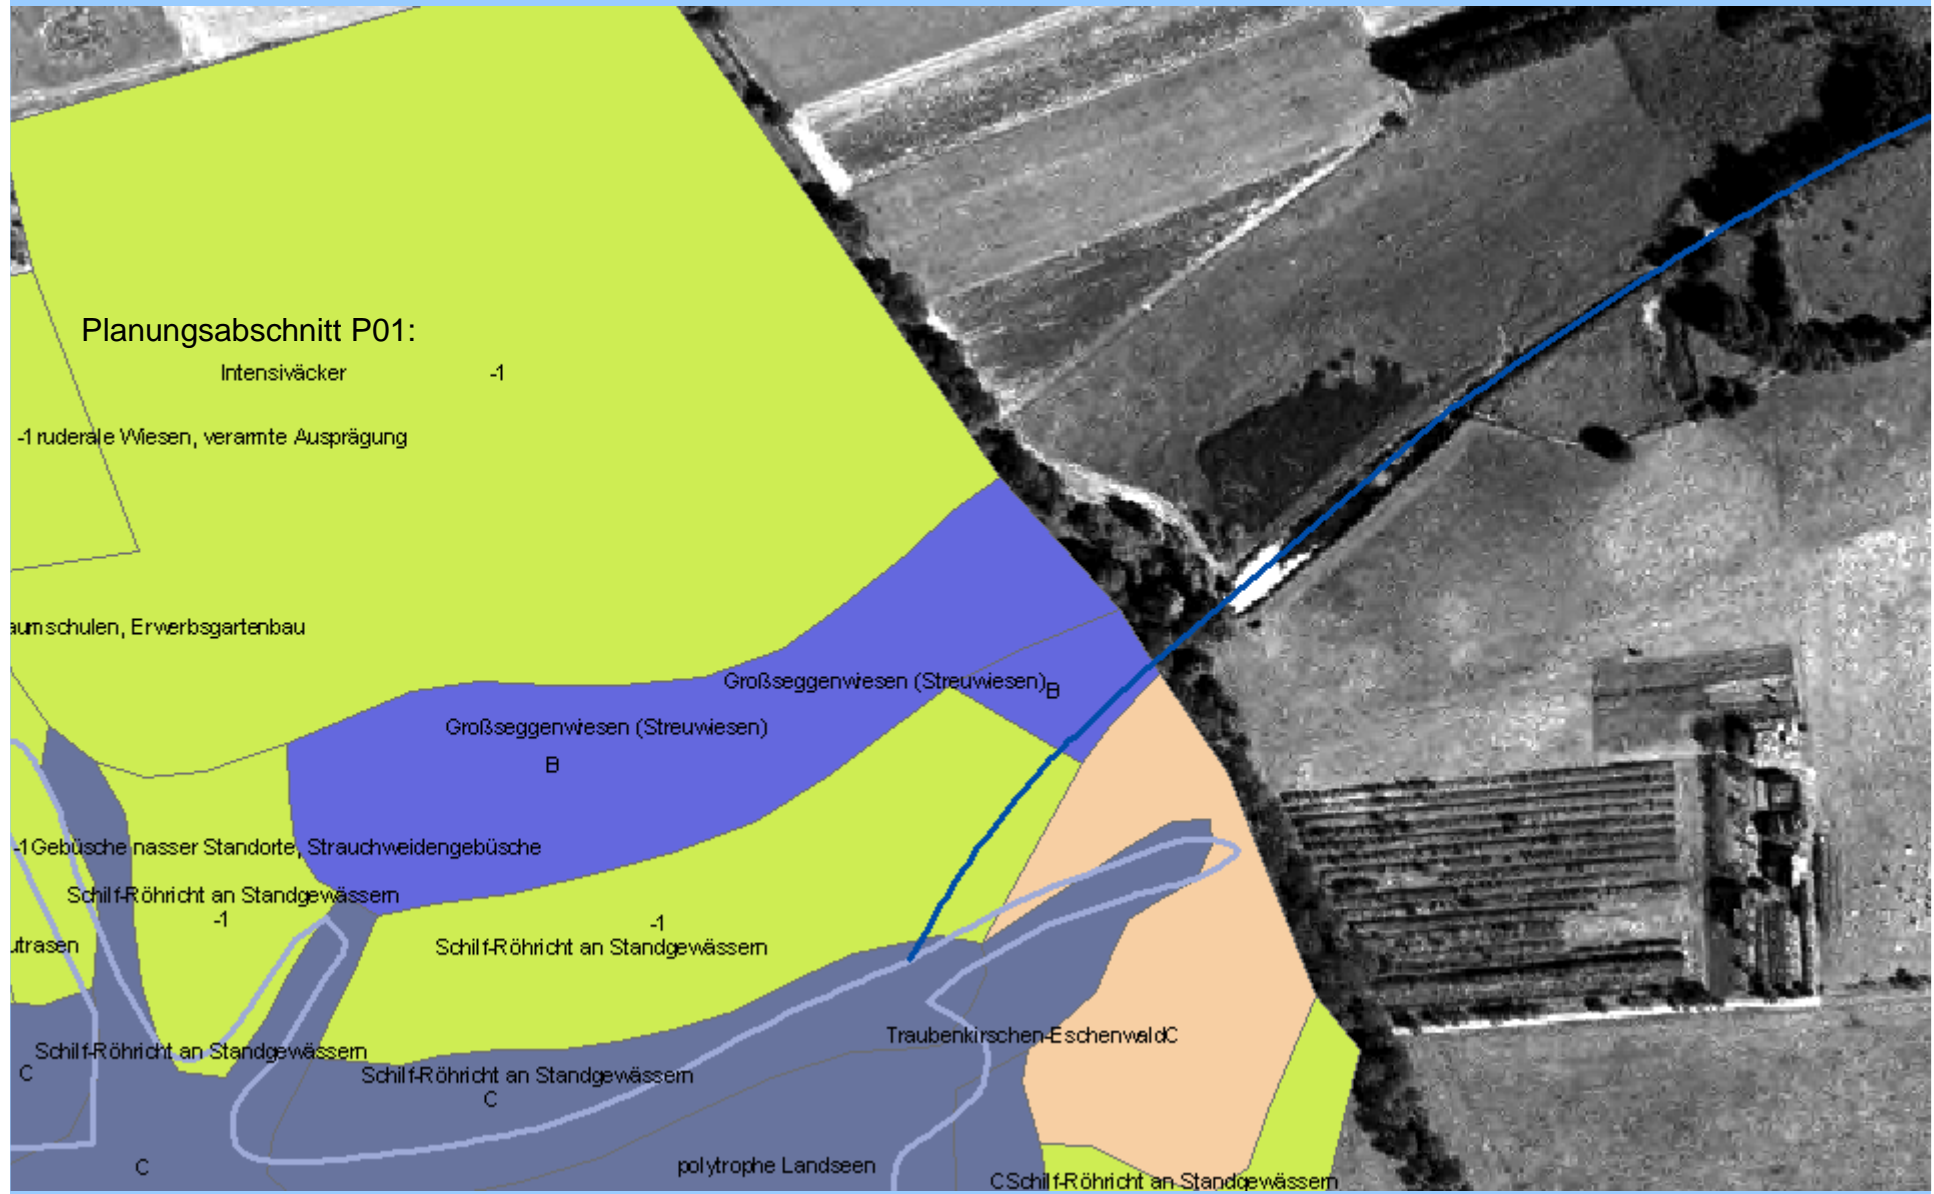 Planungsabschnitt P01:
Intensiväcker -1
-1 ruderale Wiesen, verarmte Ausprägung
aumschulen, Erwerbsgartenbau
Großseggenwiesen (Streuwiesen) B
Großseggenwiesen (Streuwiesen)
B
-1 Gebüsche nasser Standorte, Strauchweidengebüsche
Schilf-Röhricht an Standgewässern
-1
-1
utrasen
Schilf-Röhricht an Standgewässern
Traubenkirschen-Eschenwald C
Schilf-Röhricht an Standgewässern
C
Schilf-Röhricht an Standgewässern
C
C
polytrophe Landseen
C Schilf-Röhricht an Standgewässern